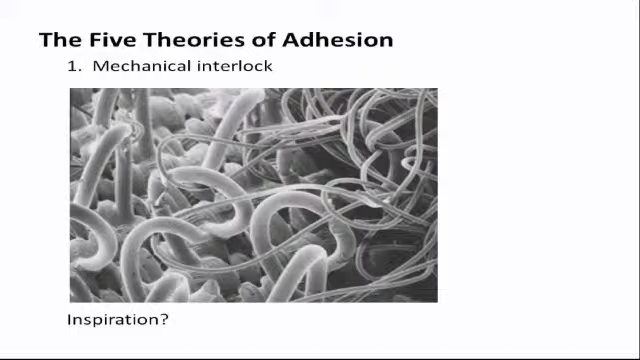 The Five Theories of Adhesion
1. Mechanical interlock
Inspiration?